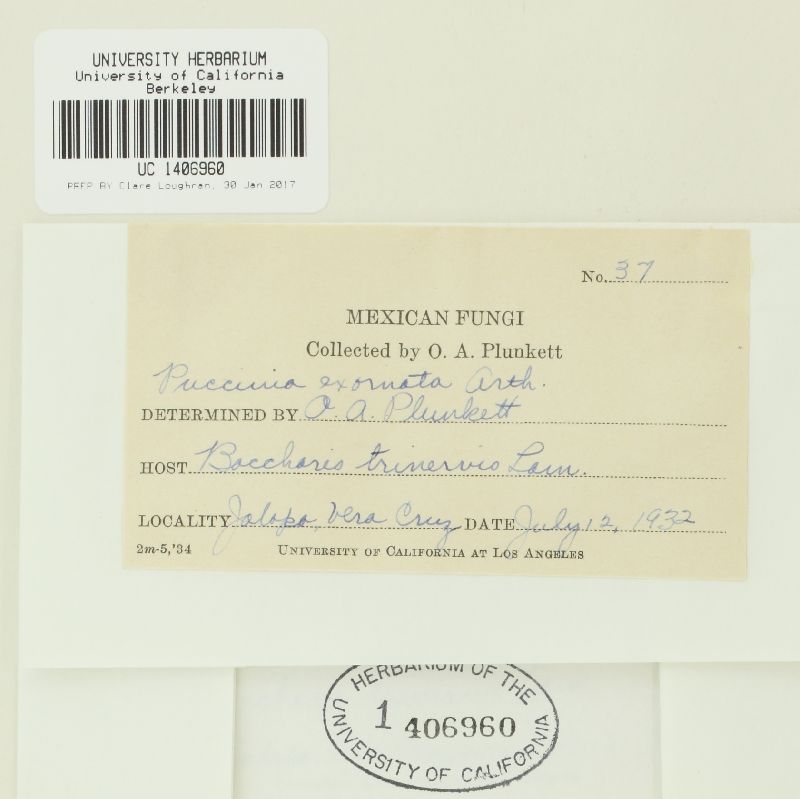 UNIVERSITY HERBARIUM
University of California
Berkeley
UC 1406960
PREP BY Clare Loughran, 30 Jan 2017
No. 37
MEXICAN FUNGI
Collected by O. A. Plunkett
Puccinia exornata Arth.
DETERMINED BY O. A. Plunkett
HOST Baccharis trinervis Lam.
LOCALITY Jalapa, Vera Cruz DATE July 12, 1932
2m-5,'34 UNIVERSITY OF CALIFORNIA AT LOS ANGELES
HERBARIUM OF THE
1 406960
UNIVERSITY OF CALIFORNIA